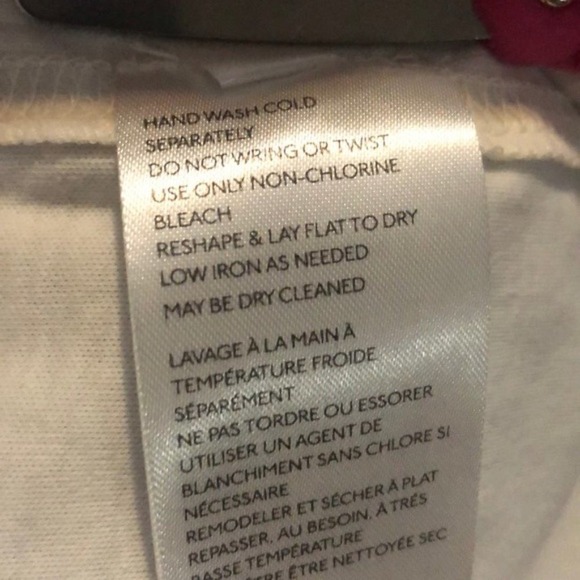 HAND WASH COLD
SEPARATELY
DO NOT WRING OR TWIST
USE ONLY NON-CHLORINE
BLEACH
RESHAPE & LAY FLAT TO DRY
LOW IRON AS NEEDED
MAY BE DRY CLEANED
LAVAGE À LA MAIN À
TEMPÉRATURE FROIDE
SÉPARÉMENT
NE PAS TORDRE OU ESSORER
UTILISER UN AGENT DE
BLANCHIMENT SANS CHLORE SI
NÉCESSAIRE
REMODELER ET SÉCHER À PLAT
REPASSER, AU BESOIN, À TRÉS
BASSE TEMPÉRATURE
ÊTRE NETTOYÉE SEC